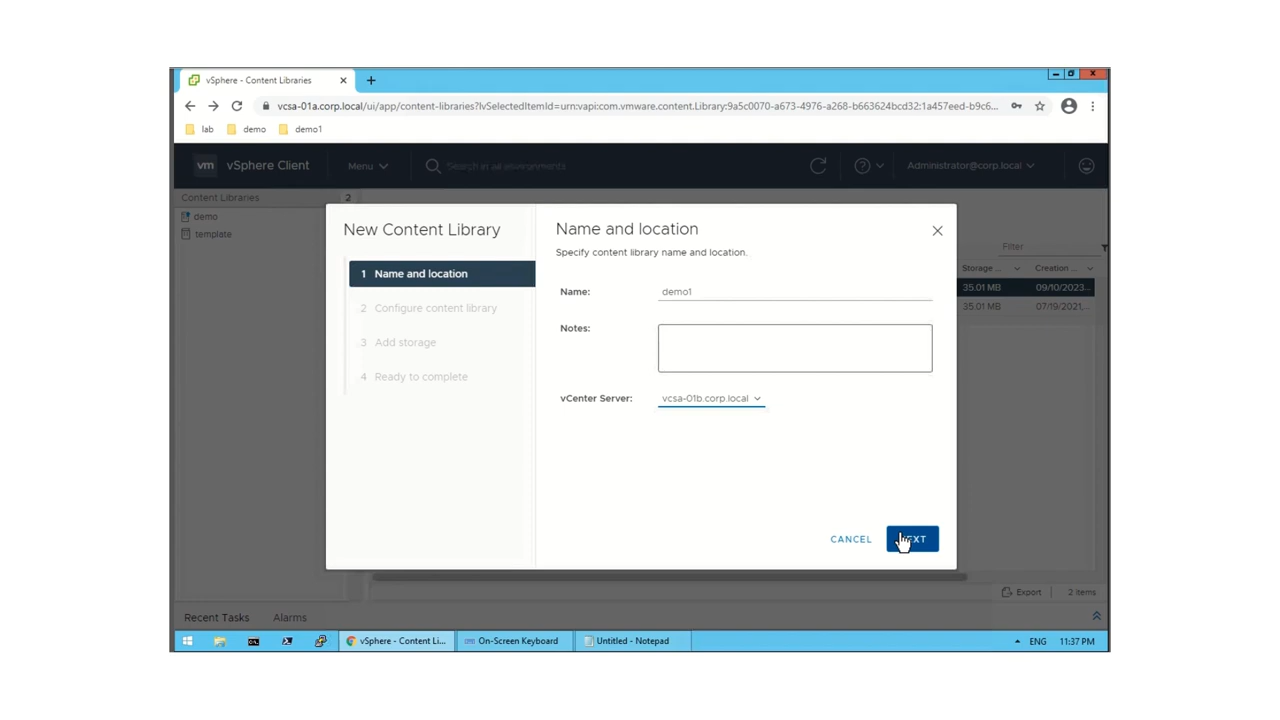 vSphere - Content Libraries
vcsa-01a.corp.local/ui/app/content-libraries?lvSelectedItemId=urn:vapi:com.vmware.content.Library:9a5c0070-a673-4976-a268-b663624bcd32:1a457eed-b9c6...
lab demo demo1
vm vSphere Client Menu Search in all environments Administrator@corp.local
Content Libraries 2
demo
template
Filter
Storage ... Creation ...
35.01 MB 09/10/2023...
35.01 MB 07/19/2021,...
New Content Library
1 Name and location
2 Configure content library
3 Add storage
4 Ready to complete
Name and location
Specify content library name and location.
Name: demo1
Notes:
vCenter Server: vcsa-01b.corp.local
CANCEL
Export 2 items
Recent Tasks Alarms
vSphere - Content Li... On-Screen Keyboard Untitled - Notepad ENG 11:37 PM